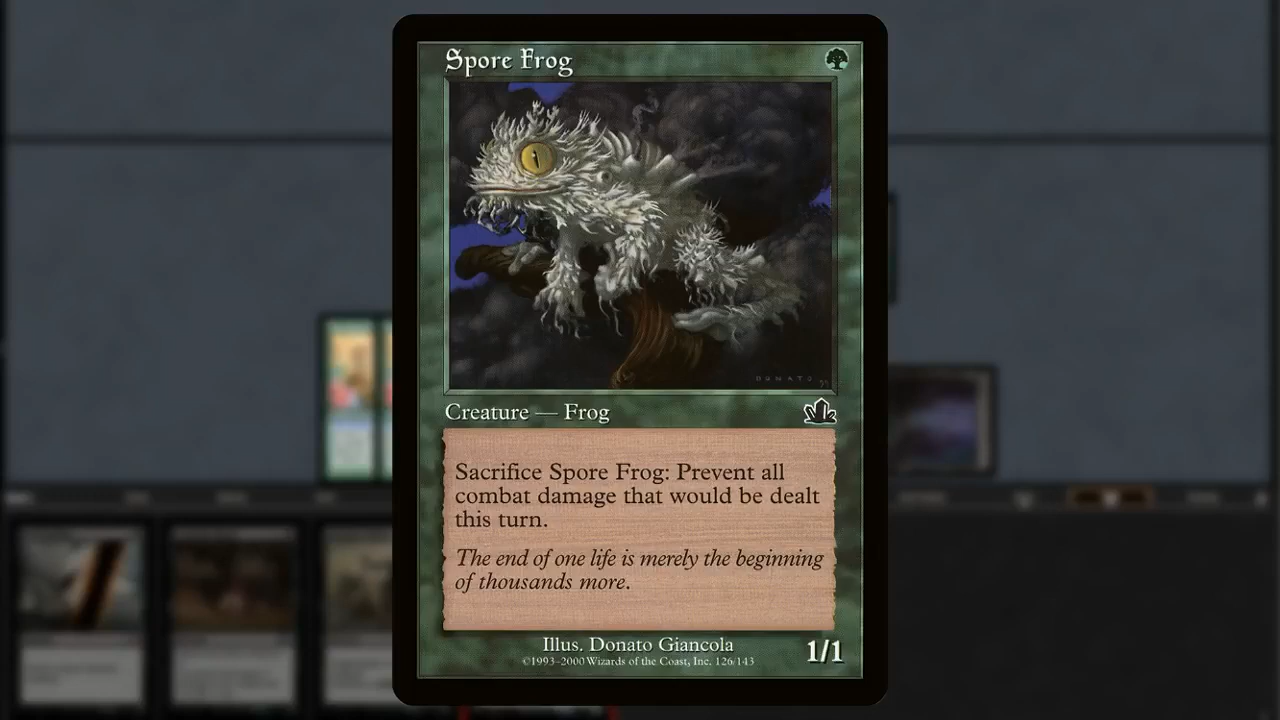 Spore Frog
DONATO 99
Creature — Frog
Sacrifice Spore Frog: Prevent all
combat damage that would be dealt
this turn.
The end of one life is merely the beginning
of thousands more.
Illus. Donato Giancola
1/1
©1993–2000 Wizards of the Coast, Inc. 126/143